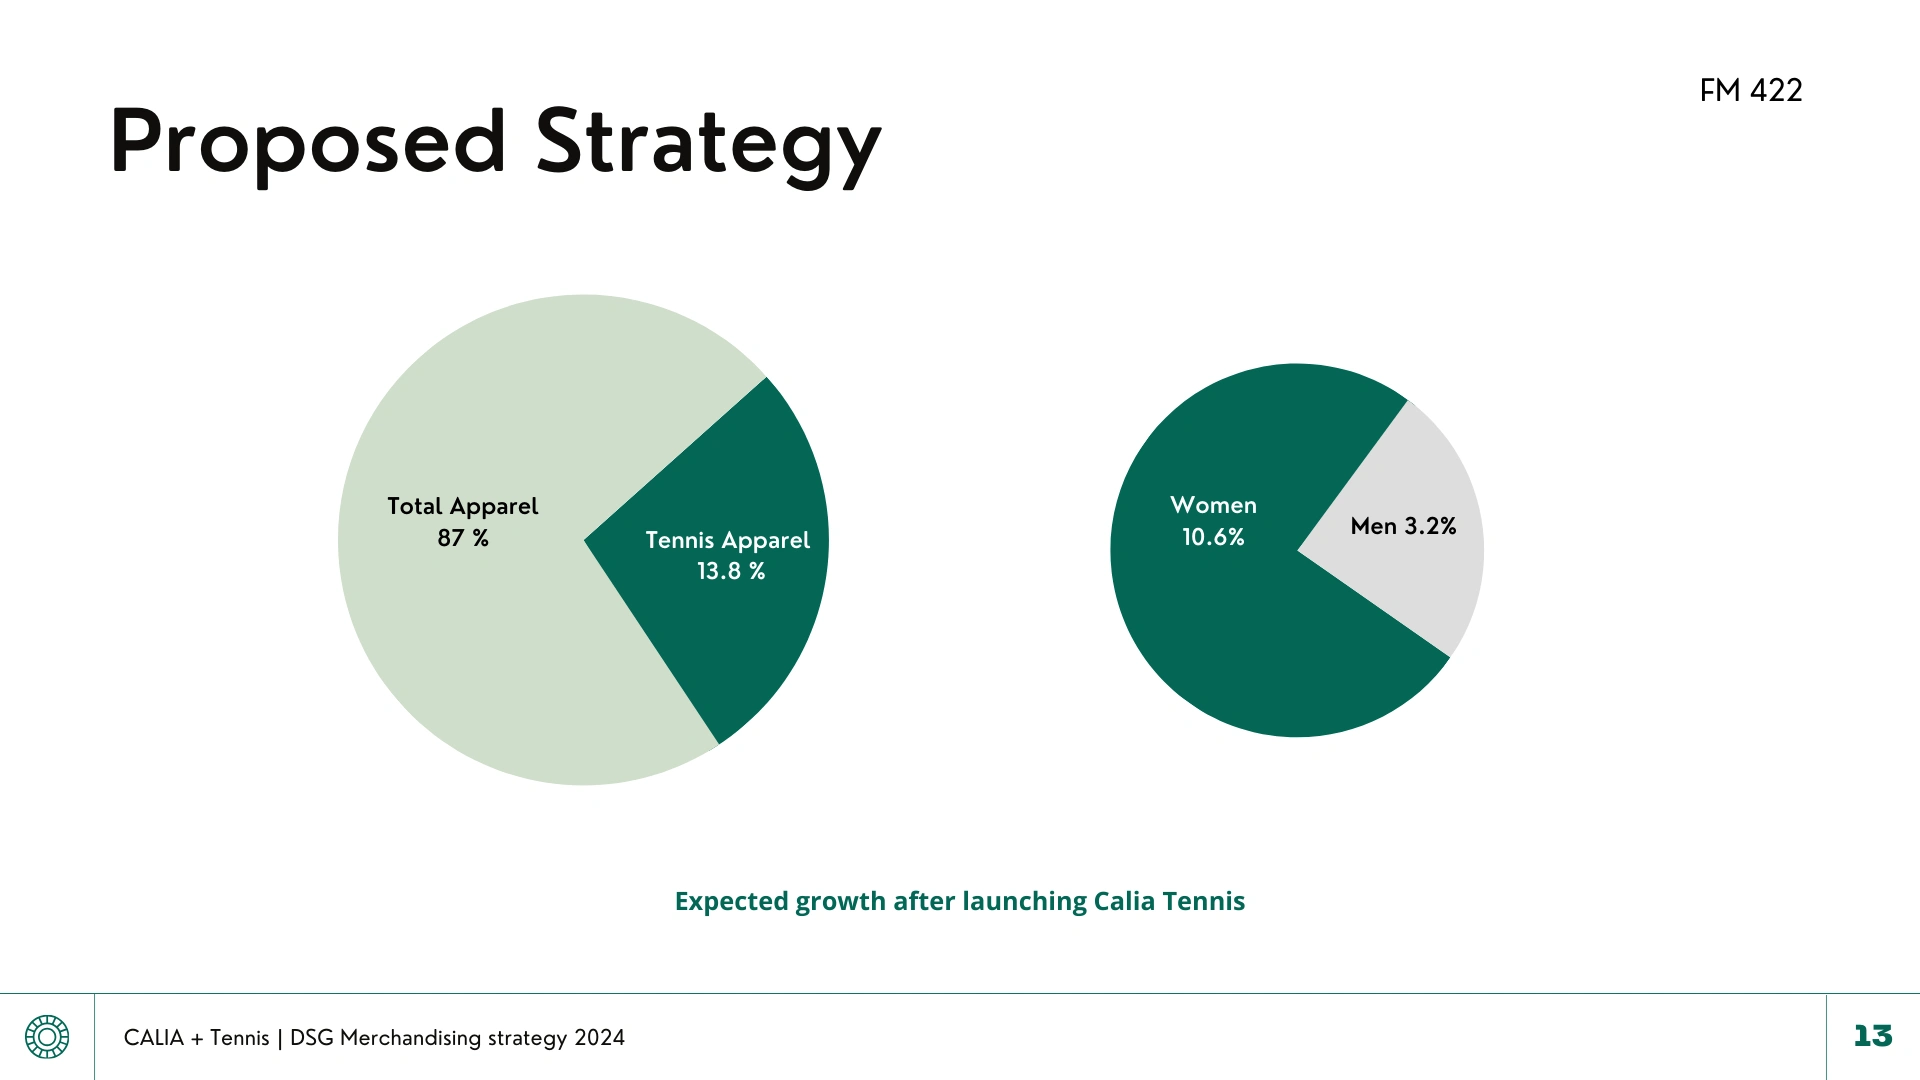 FM 422
Proposed Strategy
Total Apparel
87 %
Tennis Apparel
13.8 %
Women
10.6%
Men 3.2%
Expected growth after launching Calia Tennis
CALIA + Tennis | DSG Merchandising strategy 2024
13